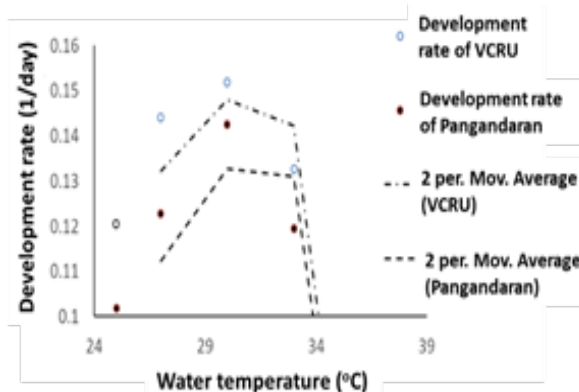 0.16
0.15
0.14
0.13
0.12
0.11
0.1
24
29
34
39
Development rate (1/day)
Water temperature (°C)
Development
rate of VCRU
Development rate
of Pangandaran
2 per. Mov. Average
(VCRU)
2 per. Mov. Average
(Pangandaran)